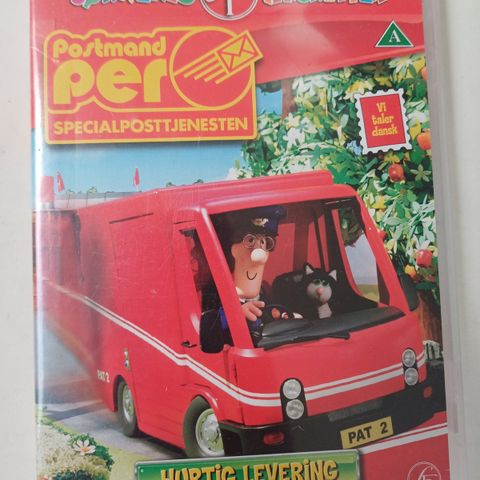 Postmand
per
SPECIALPOSTTJENESTEN
A
Vi
taler
dansk
PAT 2
PAT 2
HURTIG LEVERING